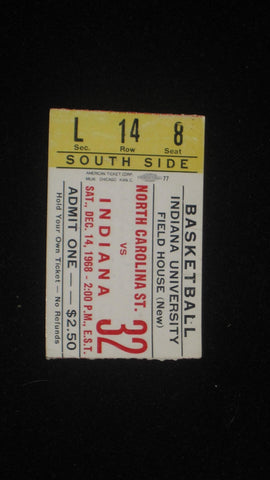 L 14 8
Sec. Row Seat
SOUTH SIDE
AMERICAN TICKET CORP.
77
BASKETBALL
INDIANA UNIVERSITY
FIELD HOUSE (New)
NORTH CAROLINA ST.
VS
INDIANA
32
SAT., DEC. 14, 1968 - 2:00 P.M., E.S.T.
ADMIT ONE — $2.50
Hold Your Own Ticket — No Refunds